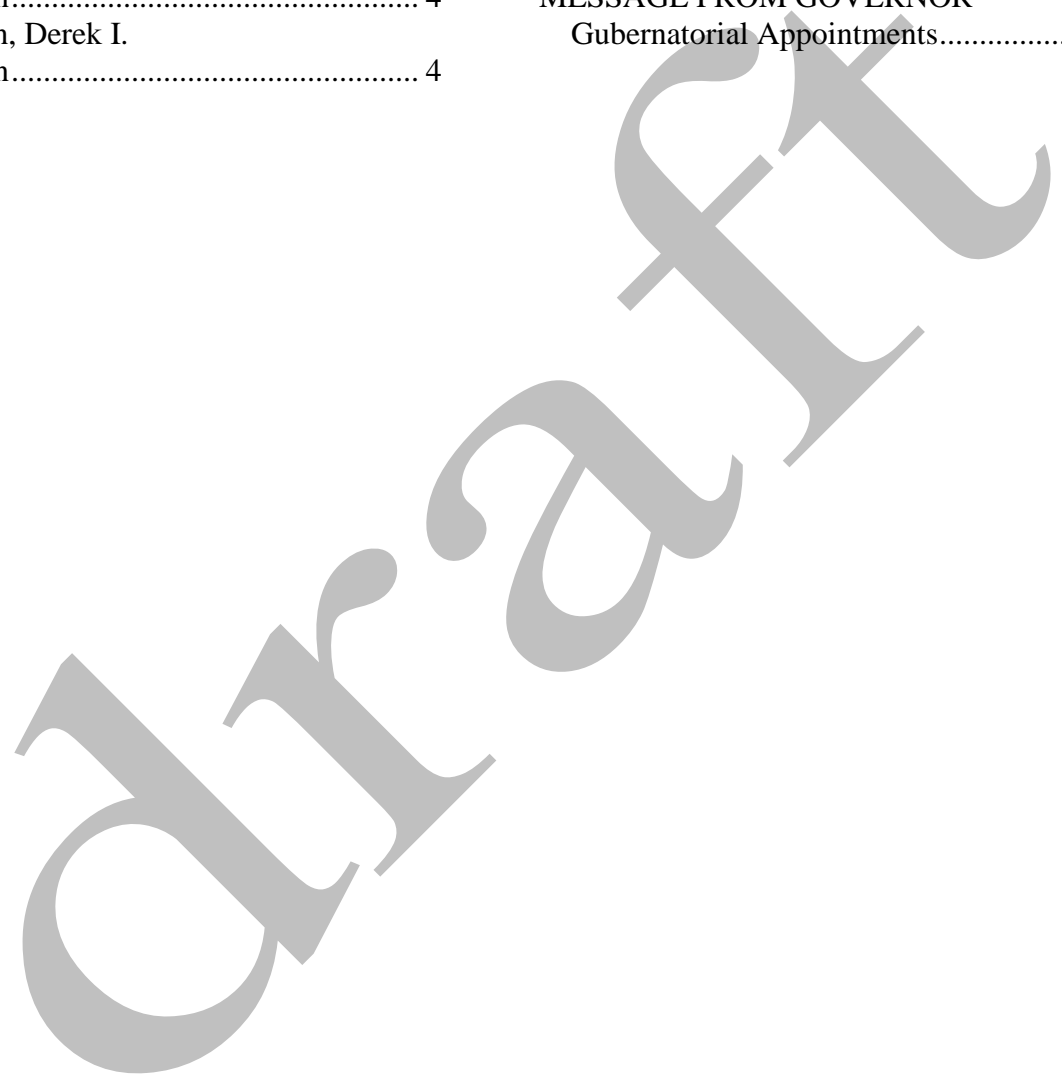 4
n, Derek I.
n.................................................. 4
MESSAGE FROM GOVERNOR
Gubernatorial Appointments...............
draft